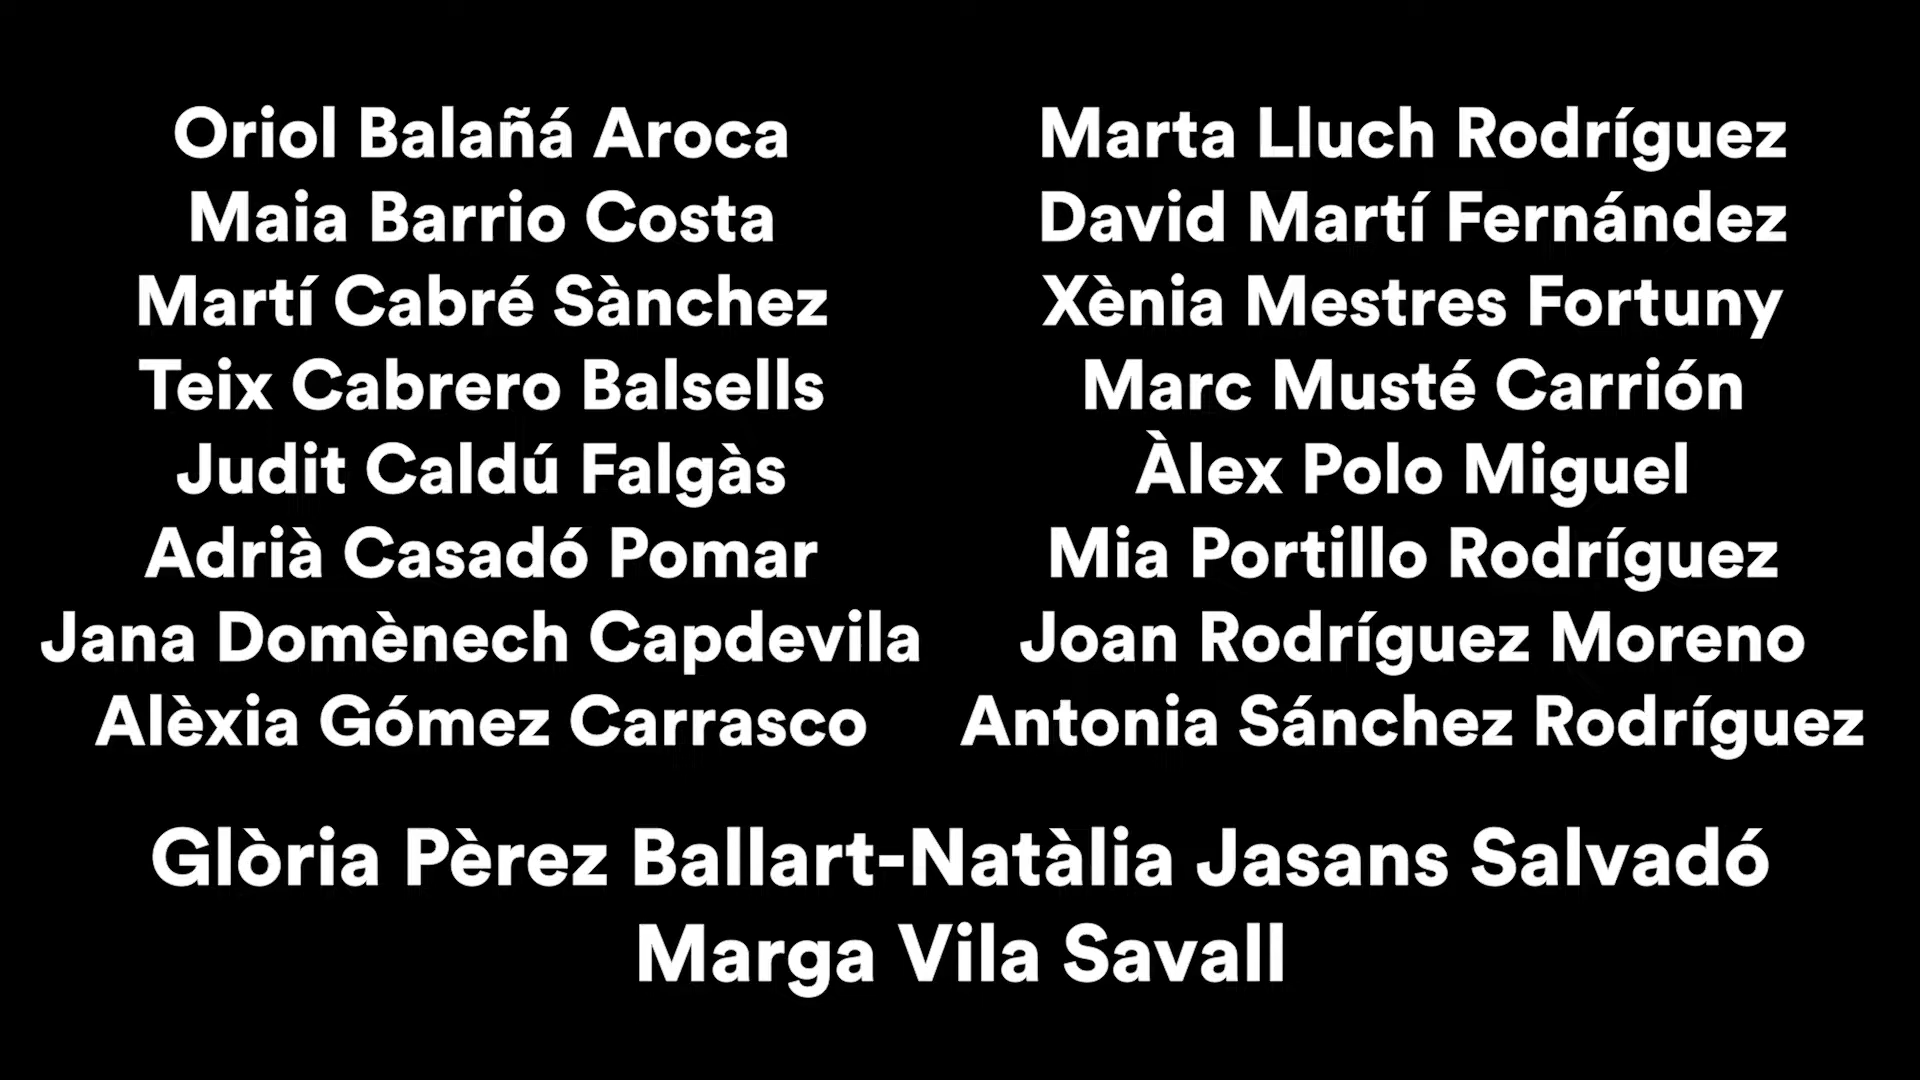 Oriol Balañá Aroca
Maia Barrio Costa
Martí Cabré Sànchez
Teix Cabrero Balsells
Judit Caldú Falgàs
Adrià Casadó Pomar
Jana Domènech Capdevila
Alèxia Gómez Carrasco
Marta Lluch Rodríguez
David Martí Fernández
Xènia Mestres Fortuny
Marc Musté Carrión
Àlex Polo Miguel
Mia Portillo Rodríguez
Joan Rodríguez Moreno
Antonia Sánchez Rodríguez
Glòria Pèrez Ballart-Natàlia Jasans Salvadó
Marga Vila Savall